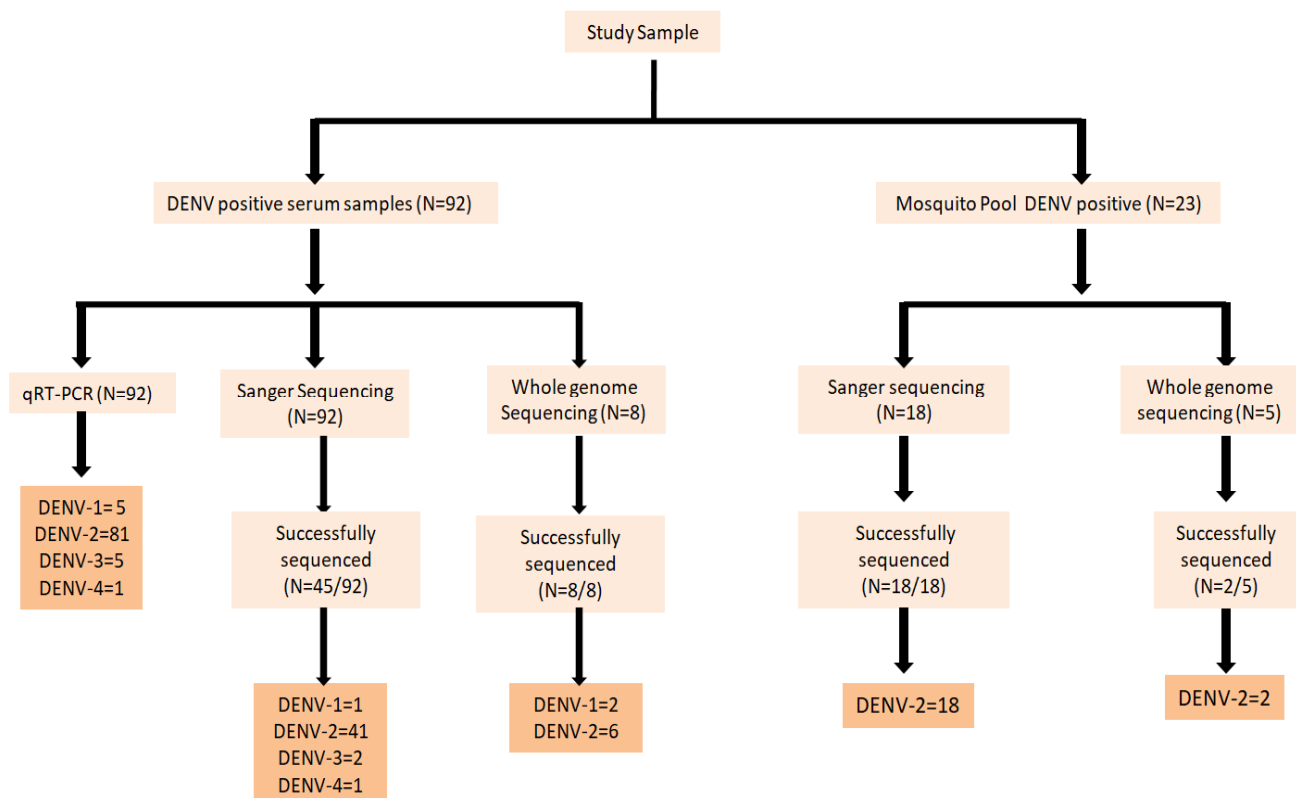 Study Sample
DENV positive serum samples (N=92)
Mosquito Pool DENV positive (N=23)
qRT-PCR (N=92)
Sanger Sequencing
(N=92)
Whole genome
Sequencing (N=8)
Sanger sequencing
(N=18)
Whole genome
sequencing (N=5)
DENV-1= 5
DENV-2=81
DENV-3=5
DENV-4=1
Successfully
sequenced
(N=45/92)
Successfully
sequenced
(N=8/8)
Successfully
sequenced
(N=18/18)
Successfully
sequenced
(N=2/5)
DENV-1=1
DENV-2=41
DENV-3=2
DENV-4=1
DENV-1=2
DENV-2=6
DENV-2=18
DENV-2=2